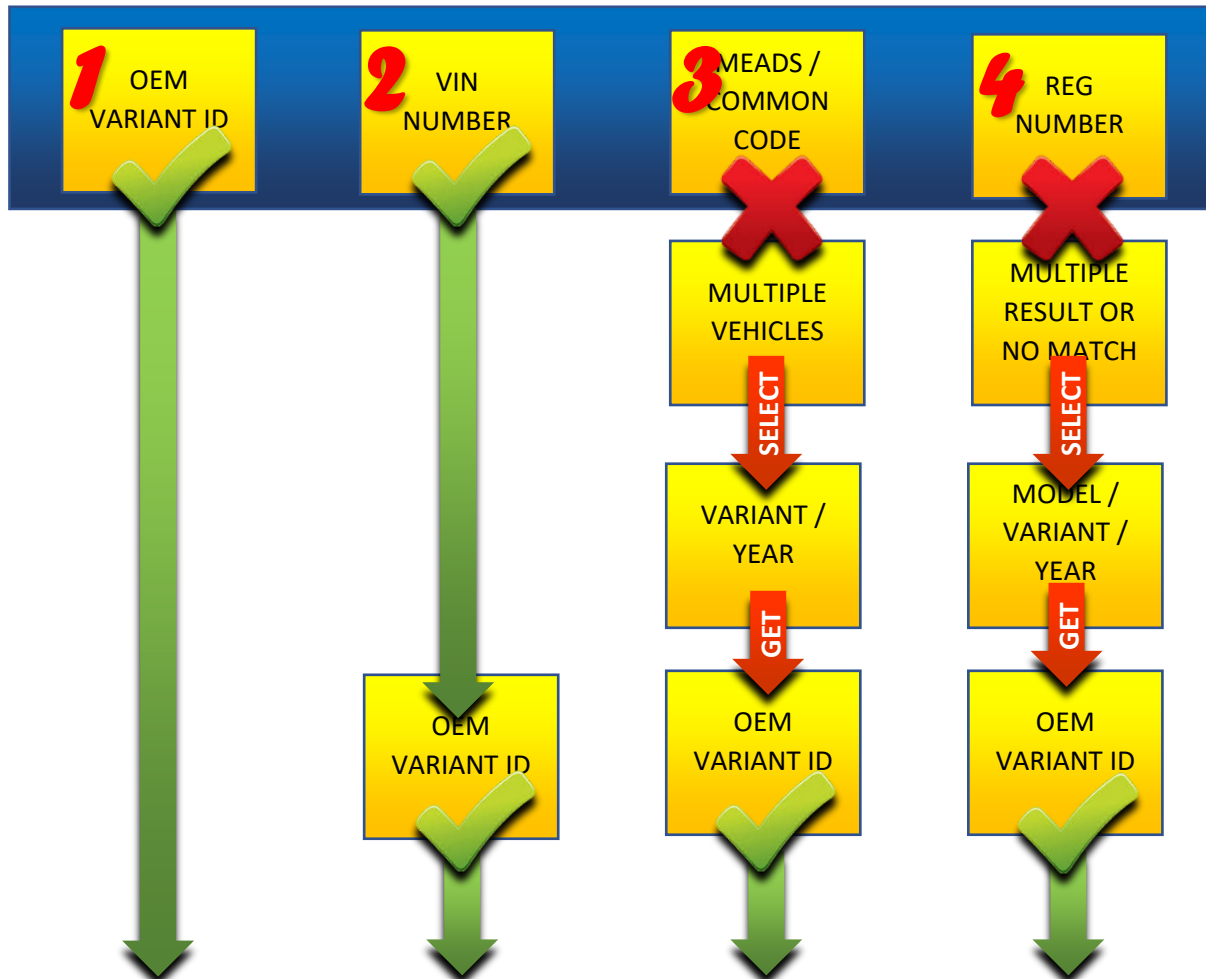 1
OEM
VARIANT ID
2
VIN
NUMBER
3
MEADS /
COMMON
CODE
4
REG
NUMBER
MULTIPLE
VEHICLES
MULTIPLE
RESULT OR
NO MATCH
SELECT
SELECT
VARIANT /
YEAR
MODEL /
VARIANT /
YEAR
GET
GET
OEM
VARIANT ID
OEM
VARIANT ID
OEM
VARIANT ID